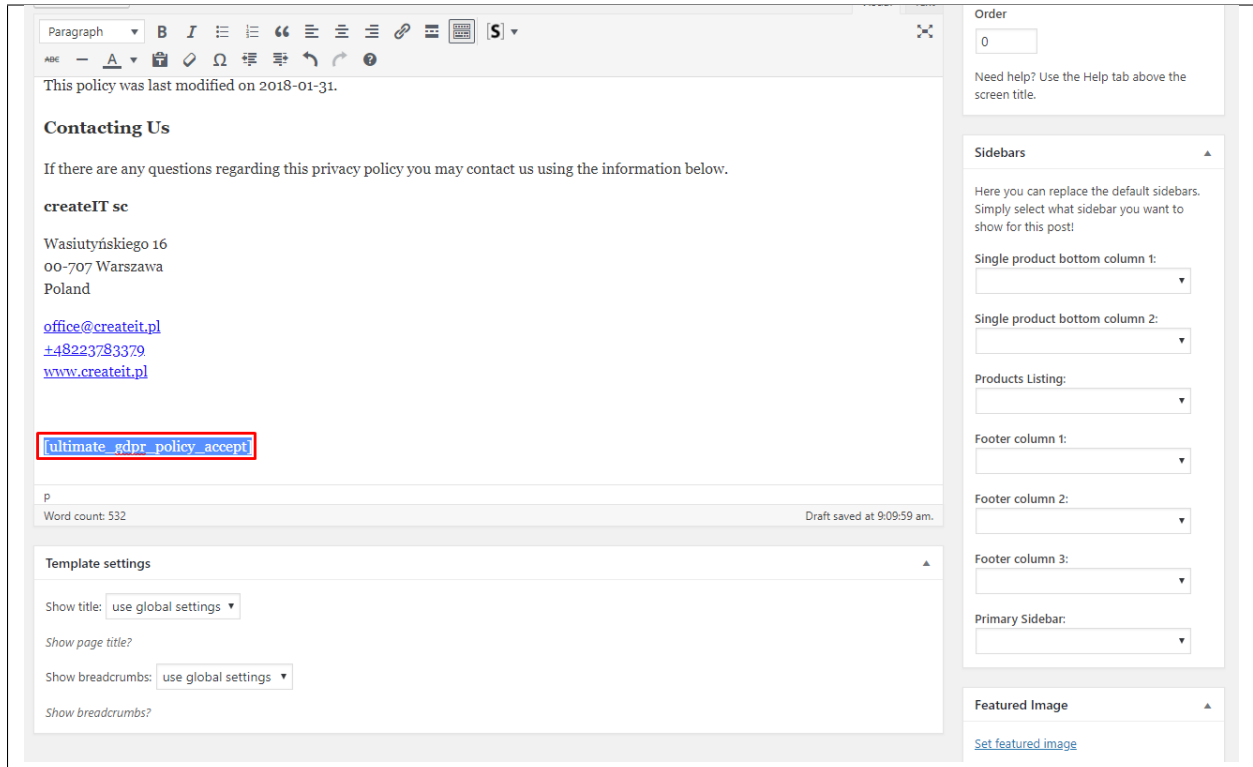 Paragraph
B I [S]
ABC A Ω
This policy was last modified on 2018-01-31.
Contacting Us
If there are any questions regarding this privacy policy you may contact us using the information below.
createIT sc
Wasiutyńskiego 16
00-707 Warszawa
Poland
office@createit.pl
+48223783379
www.createit.pl
[ultimate_gdpr_policy_accept]
p
Word count: 532
Draft saved at 9:09:59 am.
Template settings
Show title: use global settings
Show page title?
Show breadcrumbs: use global settings
Show breadcrumbs?
Order
0
Need help? Use the Help tab above the
screen title.
Sidebars
Here you can replace the default sidebars.
Simply select what sidebar you want to
show for this post!
Single product bottom column 1:
Single product bottom column 2:
Products Listing:
Footer column 1:
Footer column 2:
Footer column 3:
Primary Sidebar:
Featured Image
Set featured image